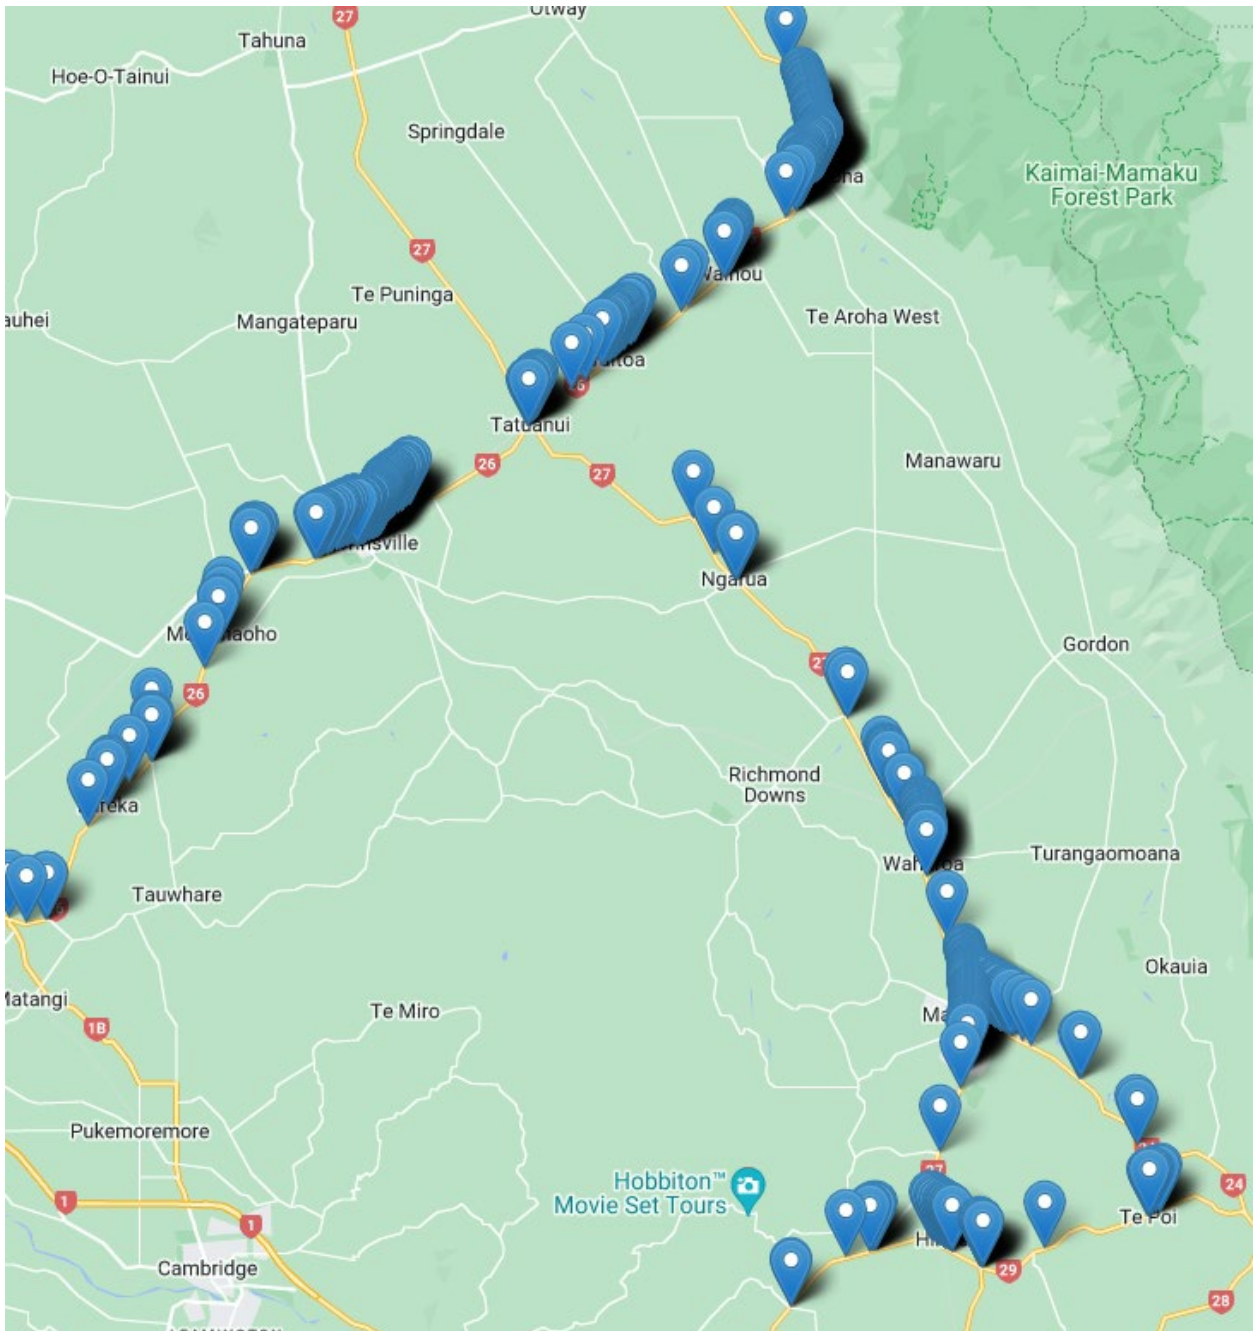 Otway
27
Tahuna
Hoe-O-Tainui
Springdale
Kaimai-Mamaku
Forest Park
27
Te Puninga
Mangateparu
Te Aroha West
Tatuanui
26
27
Manawaru
Ngarua
Gordon
26
Richmond
Downs
Turangaomoana
Tauwhare
Okauia
Matangi
Te Miro
1B
Pukemoremore
Hobbiton™
Movie Set Tours
24
1
1
Te Poi
Cambridge
29
28